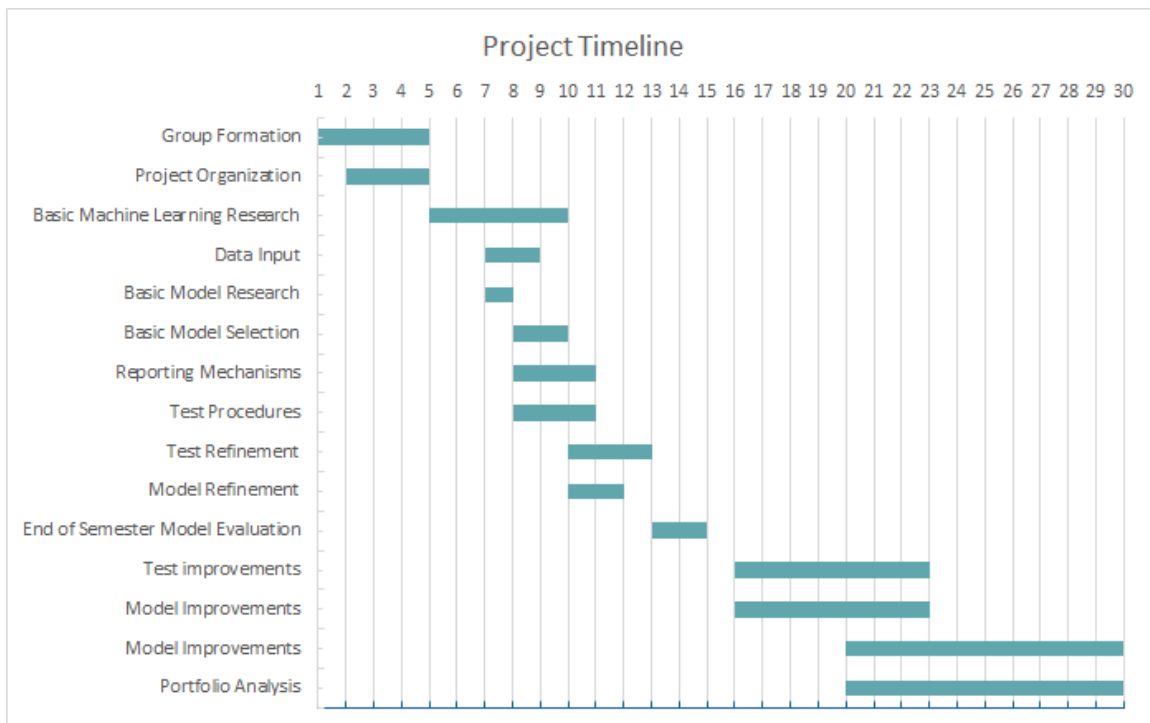 Project Timeline
1 2 3 4 5 6 7 8 9 10 11 12 13 14 15 16 17 18 19 20 21 22 23 24 25 26 27 28 29 30
Group Formation
Project Organization
Basic Machine Learning Research
Data Input
Basic Model Research
Basic Model Selection
Reporting Mechanisms
Test Procedures
Test Refinement
Model Refinement
End of Semester Model Evaluation
Test improvements
Model Improvements
Model Improvements
Portfolio Analysis